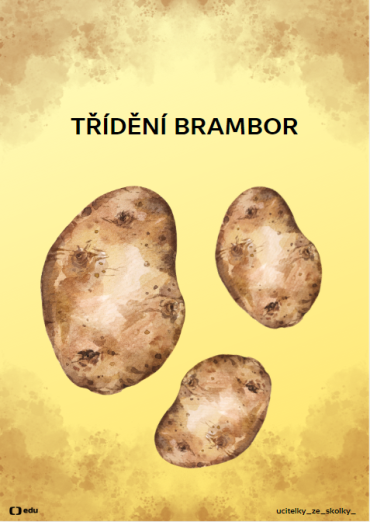 TŘÍDĚNÍ BRAMBOR
edu
ucitelky_ze_skolky_